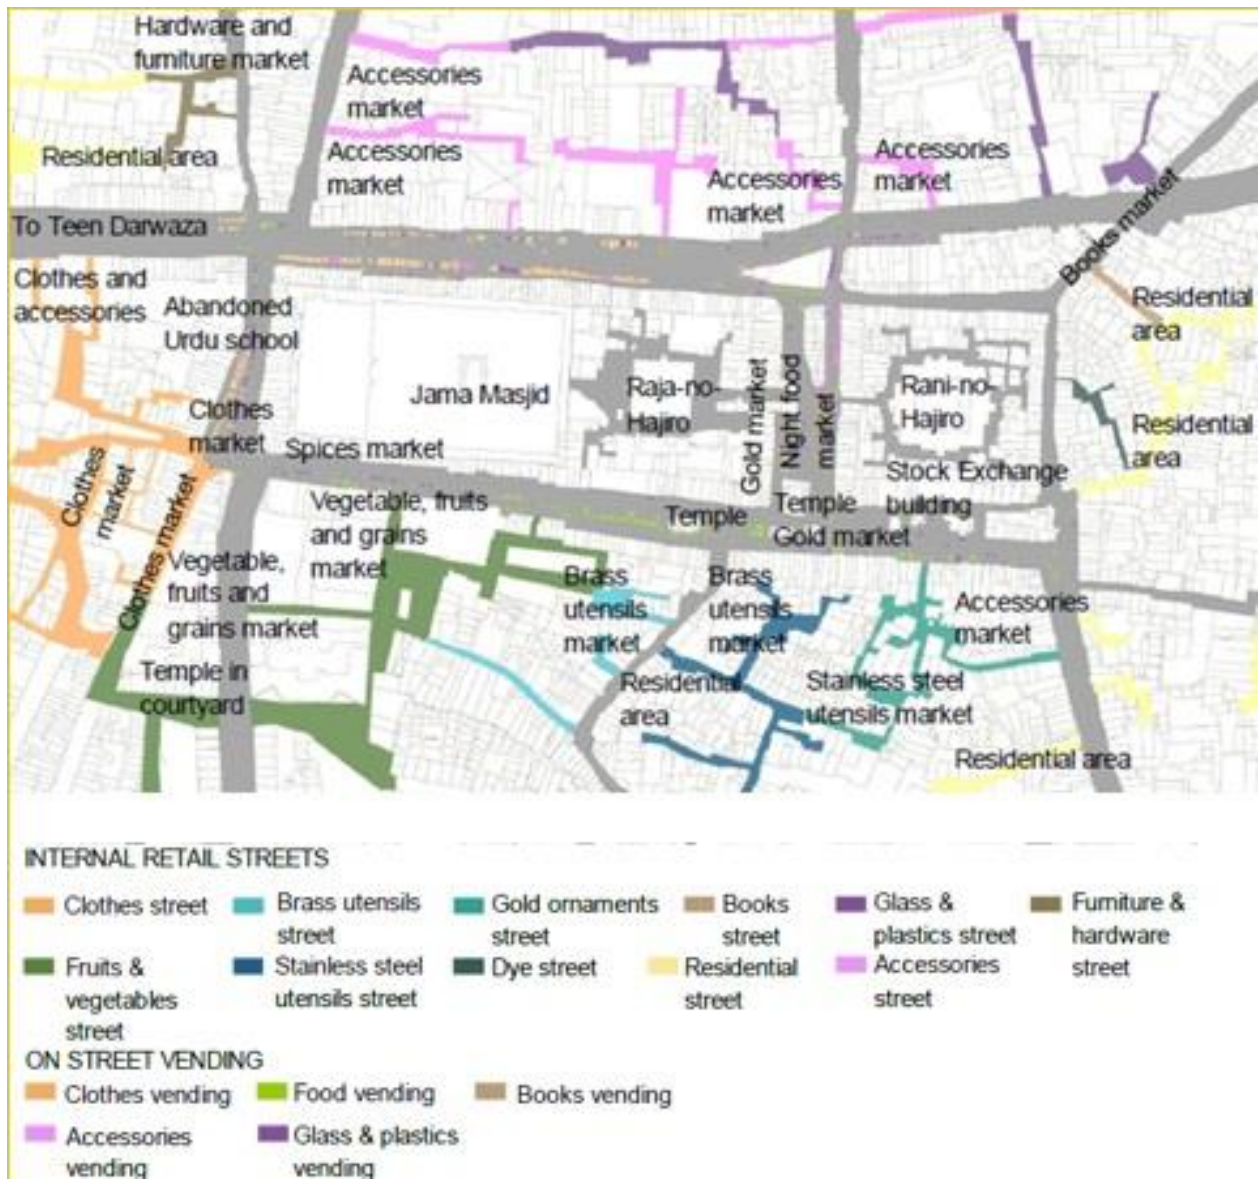 Hardware and
furniture market
Accessories
market
Residential area
Accessories
market
Accessories
market
Accessories
market
To Teen Darwaza
Books market
Clothes and
accessories
Abandoned
Urdu school
Residential
area
Jama Masjid
Raja-no-
Hajiro
Gold market
Night food
market
Rani-no-
Hajiro
Clothes
market
Spices market
Residential
area
Clothes
market
Clothes market
Stock Exchange
building
Vegetable, fruits
and grains
market
Temple
Temple
Gold market
Vegetable,
fruits and
grains market
Brass
utensils
market
Brass
utensils
market
Accessories
market
Temple in
courtyard
Residential
area
Stainless steel
utensils market
Residential area
INTERNAL RETAIL STREETS
Clothes street
Brass utensils
street
Gold ornaments
street
Books
street
Glass &
plastics street
Furniture &
hardware
street
Fruits &
vegetables
street
Stainless steel
utensils street
Dye street
Residential
street
Accessories
street
ON STREET VENDING
Clothes vending
Food vending
Books vending
Accessories
vending
Glass & plastics
vending